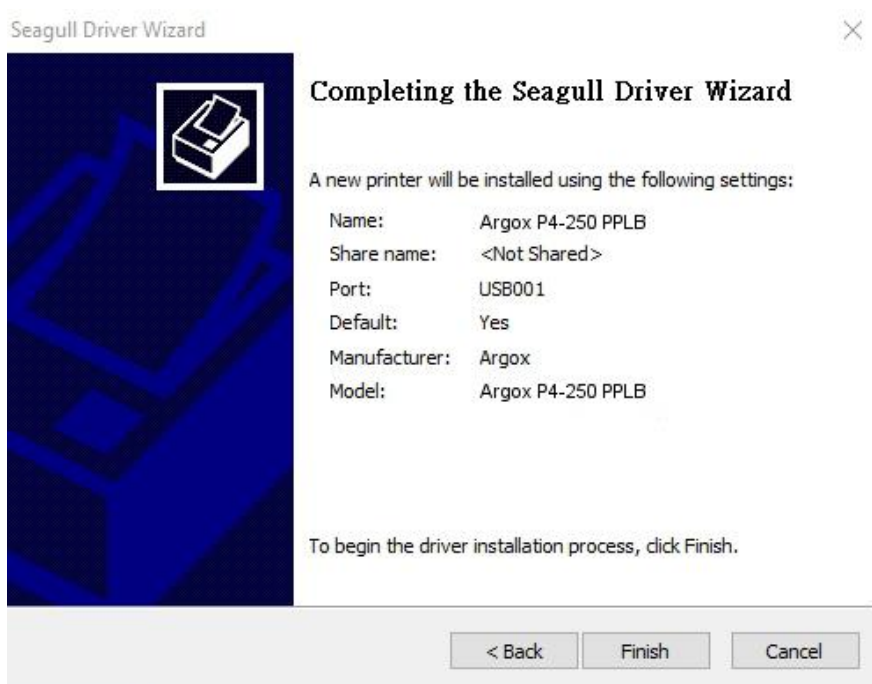 Seagull Driver Wizard
Completing the Seagull Driver Wizard
A new printer will be installed using the following settings:
Name: Argox P4-250 PPLB
Share name: <Not Shared>
Port: USB001
Default: Yes
Manufacturer: Argox
Model: Argox P4-250 PPLB
To begin the driver installation process, click Finish.
< Back Finish Cancel